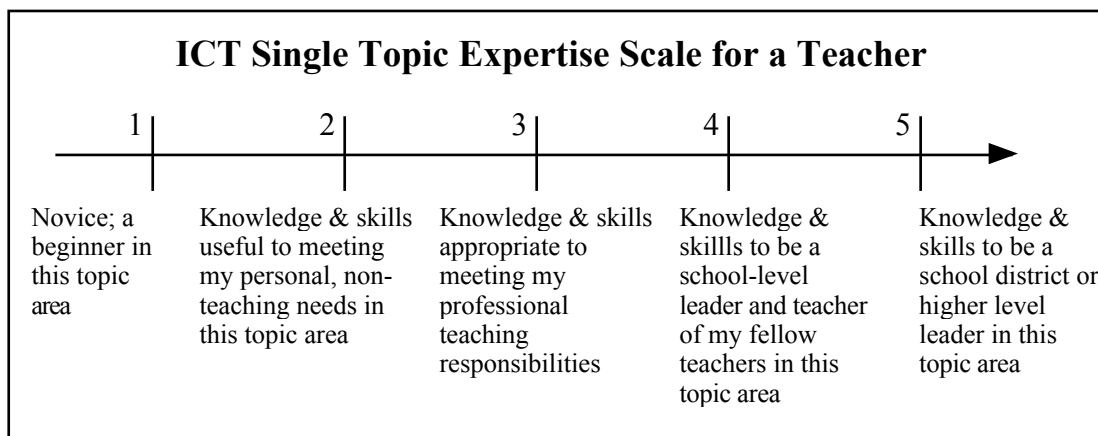 ICT Single Topic Expertise Scale for a Teacher
1 2 3 4 5
Novice; a
beginner in
this topic
area
Knowledge & skills
useful to meeting
my personal, non-
teaching needs in
this topic area
Knowledge & skills
appropriate to
meeting my
professional
teaching
responsibilities
Knowledge &
skillls to be a
school-level
leader and teacher
of my fellow
teachers in this
topic area
Knowledge &
skills to be a
school district or
higher level
leader in this
topic area